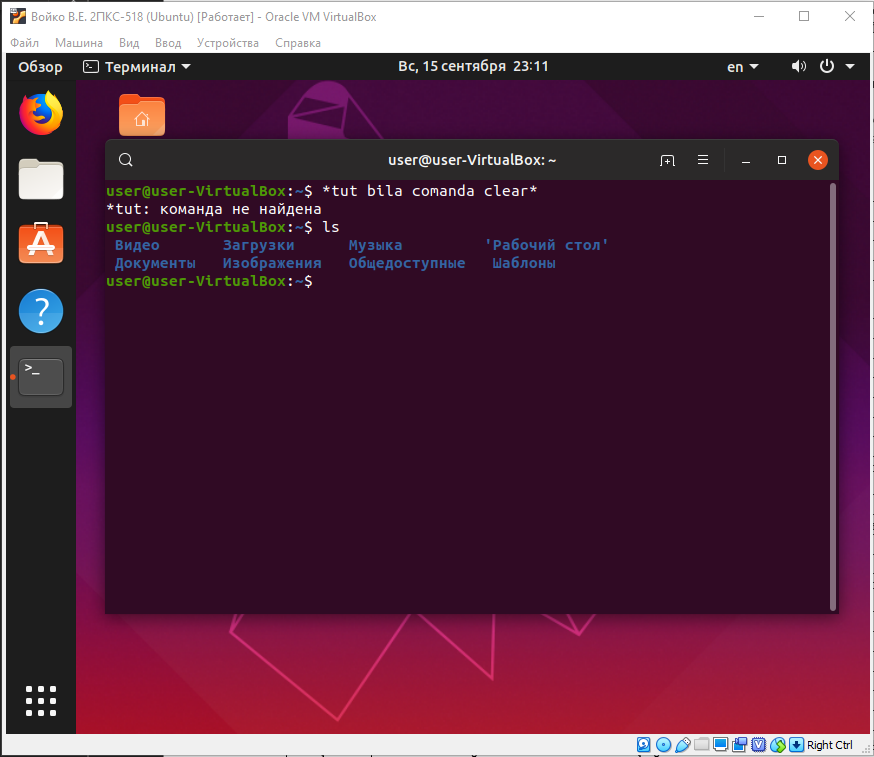 Войко В.Е. 2ПКС-518 (Ubuntu) [Работает] - Oracle VM VirtualBox
Файл Машина Вид Ввод Устройства Справка
Обзор Терминал Вс, 15 сентября 23:11 en
user@user-VirtualBox: ~
user@user-VirtualBox:~$ *tut bila comanda clear*
*tut: команда не найдена
user@user-VirtualBox:~$ ls
Видео Загрузки Музыка 'Рабочий стол'
Документы Изображения Общедоступные Шаблоны
user@user-VirtualBox:~$
Right Ctrl